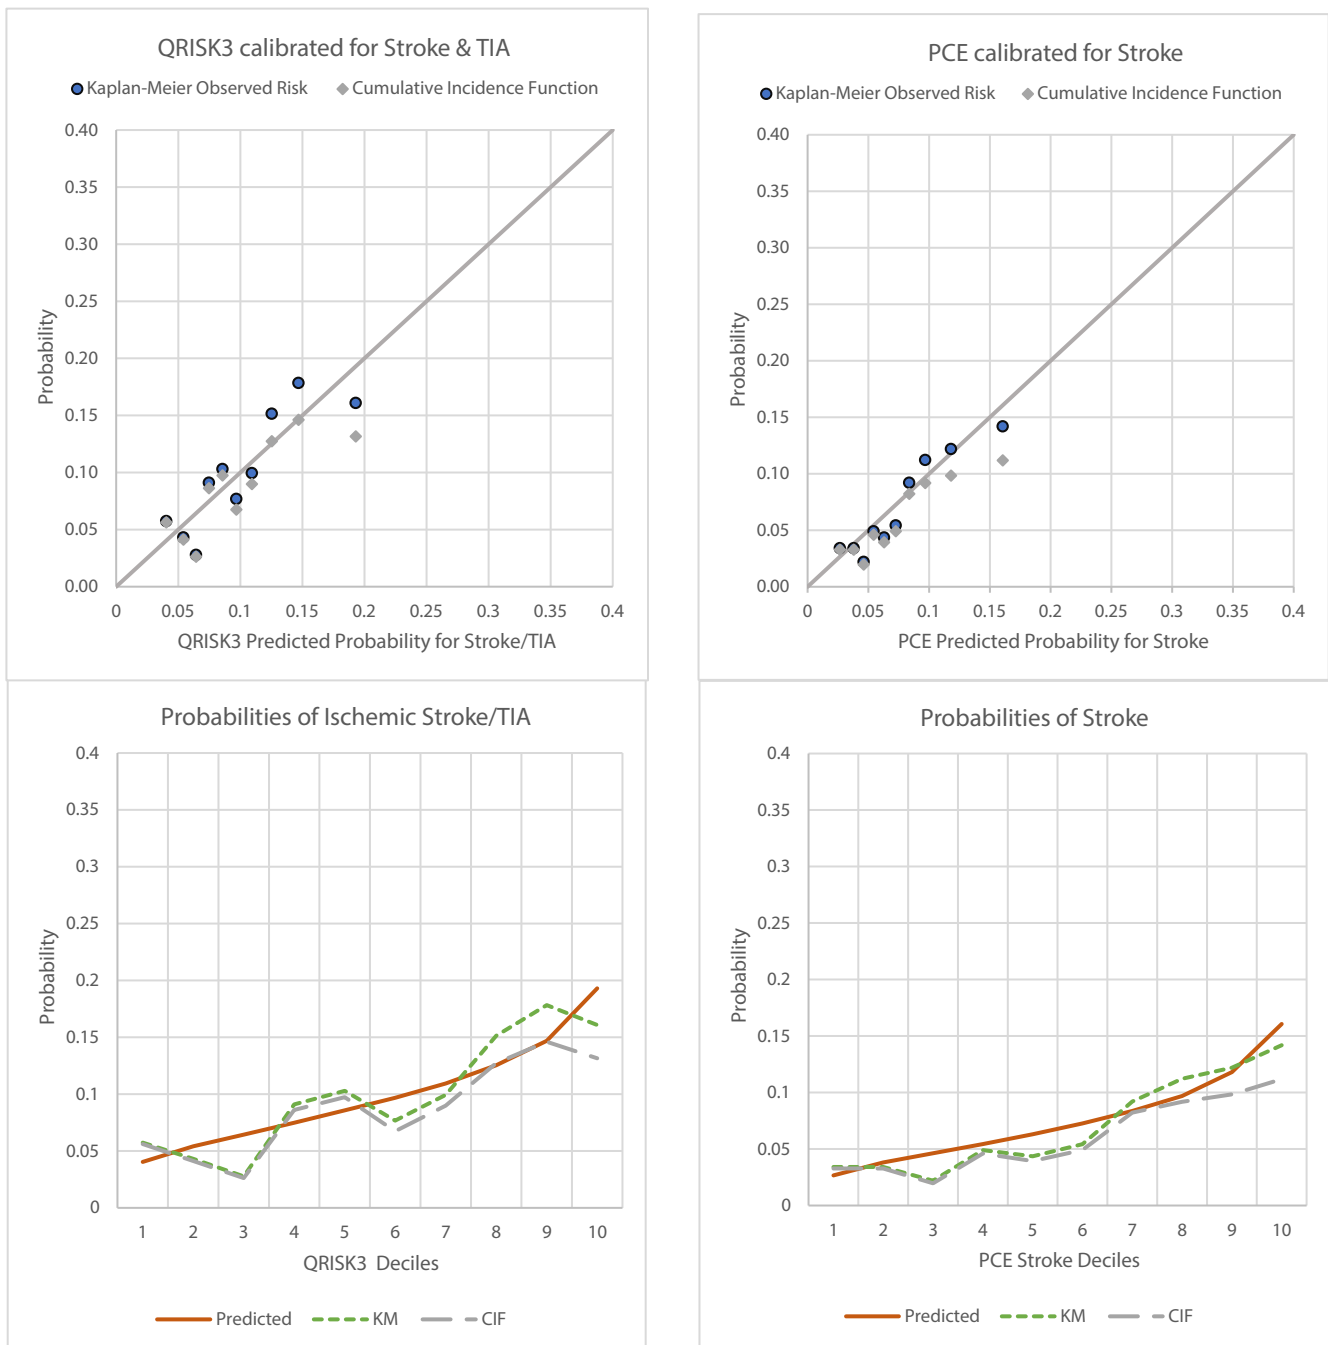 QRISK3 calibrated for Stroke & TIA
Kaplan-Meier Observed Risk Cumulative Incidence Function
0.40
0.35
0.30
0.25
0.20
0.15
0.10
0.05
0.00
Probability
0 0.05 0.1 0.15 0.2 0.25 0.3 0.35 0.4
QRISK3 Predicted Probability for Stroke/TIA
PCE calibrated for Stroke
Kaplan-Meier Observed Risk Cumulative Incidence Function
0.40
0.35
0.30
0.25
0.20
0.15
0.10
0.05
0.00
Probability
0 0.05 0.1 0.15 0.2 0.25 0.3 0.35 0.4
PCE Predicted Probability for Stroke
Probabilities of Ischemic Stroke/TIA
0.4
0.35
0.3
0.25
0.2
0.15
0.1
0.05
0
Probability
1 2 3 4 5 6 7 8 9 10
QRISK3 Deciles
Predicted KM CIF
Probabilities of Stroke
0.4
0.35
0.3
0.25
0.2
0.15
0.1
0.05
0
Probability
1 2 3 4 5 6 7 8 9 10
PCE Stroke Deciles
Predicted KM CIF